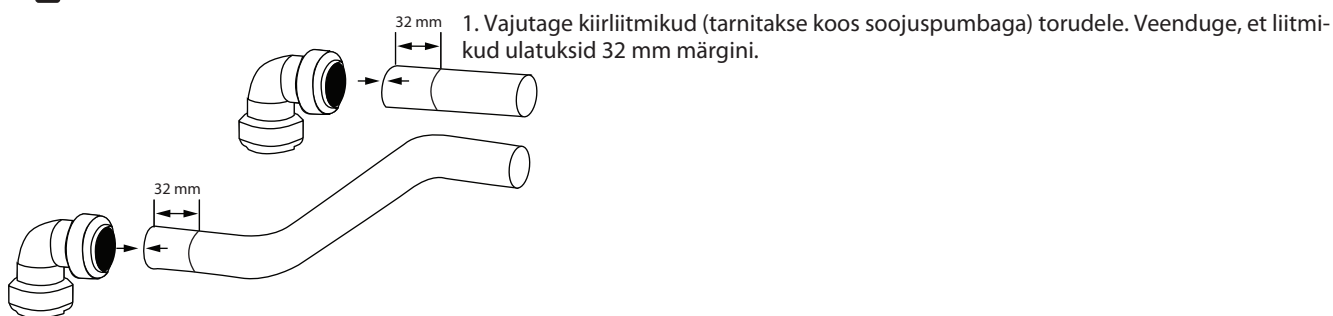 32 mm
1. Vajutage kiirliitmikud (tarnitakse koos soojuspumbaga) torudele. Veenduge, et liitmi-
kud ulatuksid 32 mm märgini.
32 mm